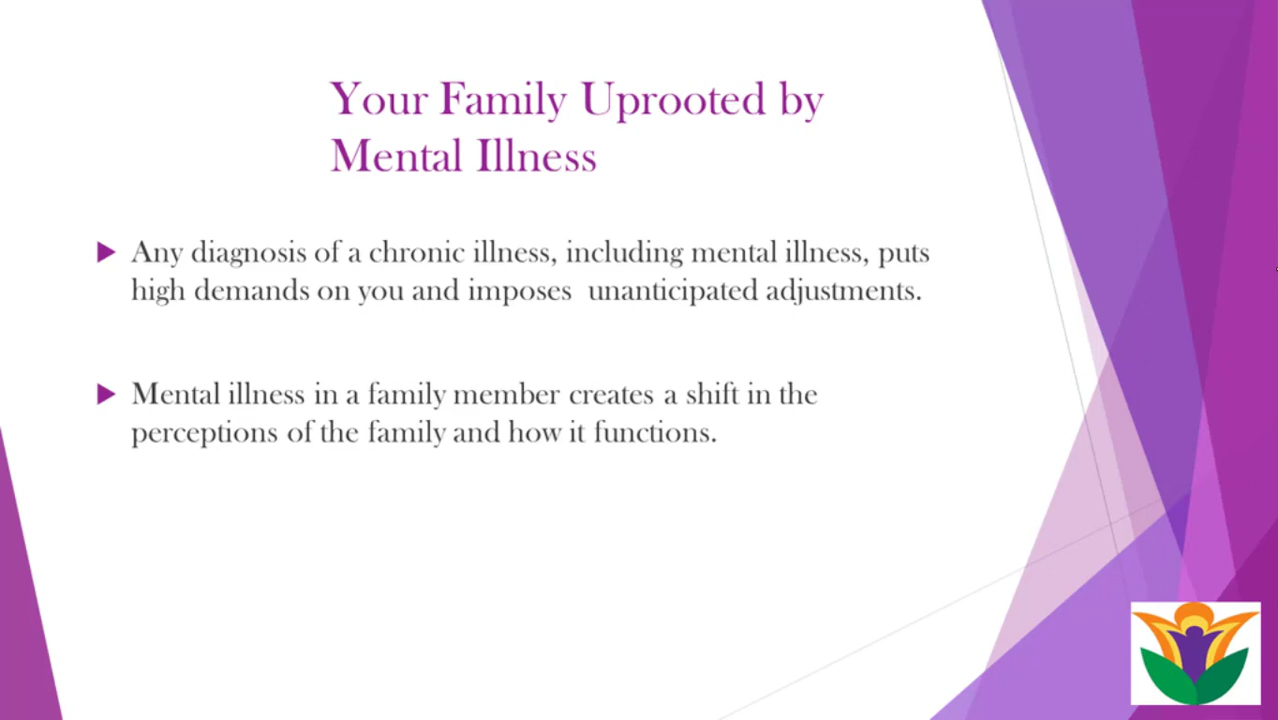 Your Family Uprooted by
Mental Illness
Any diagnosis of a chronic illness, including mental illness, puts
high demands on you and imposes  unanticipated adjustments.
Mental illness in a family member creates a shift in the
perceptions of the family and how it functions.